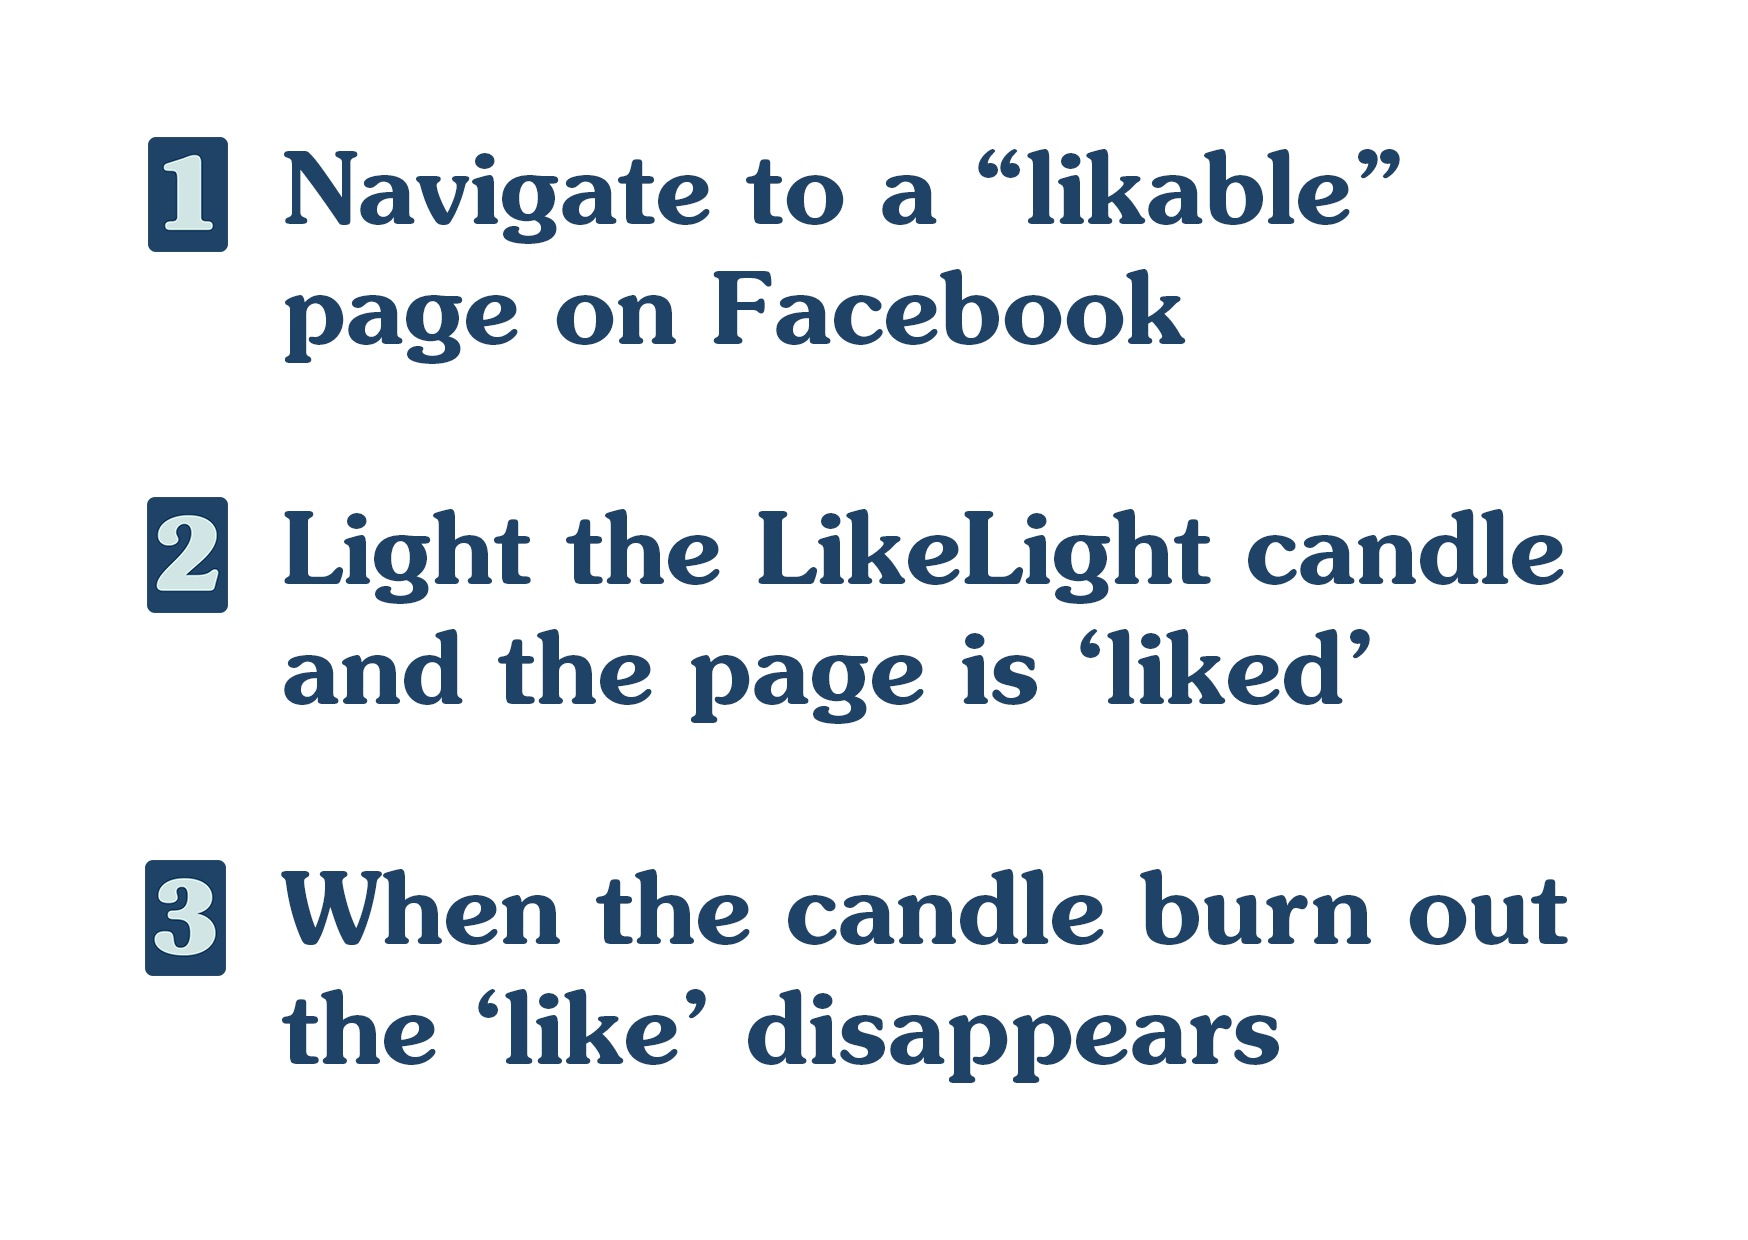 1 Navigate to a “likable”
page on Facebook
2 Light the LikeLight candle
and the page is ‘liked’
3 When the candle burn out
the ‘like’ disappears